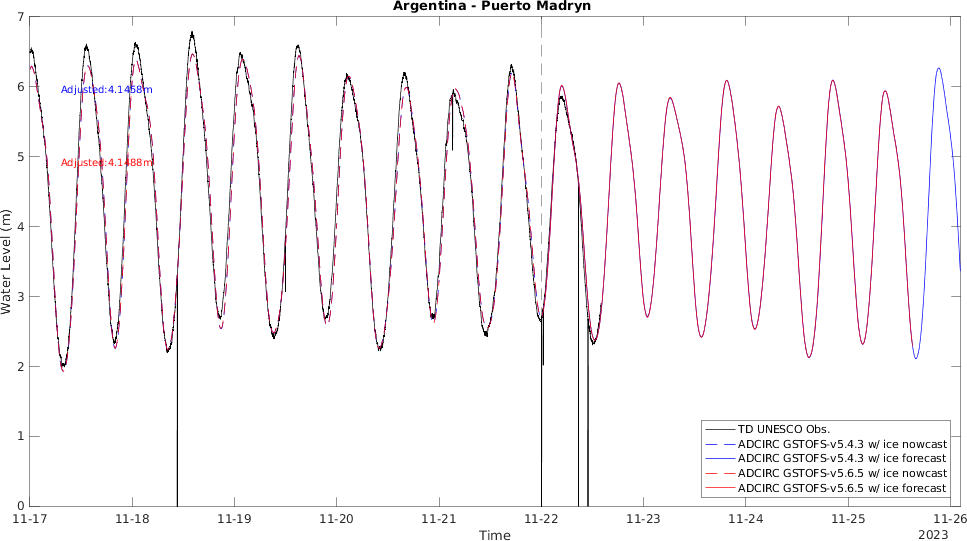 Argentina - Puerto Madryn
7
6
5
4
3
2
1
0
Water Level (m)
Adjusted:4.1458m
Adjusted:4.1488m
TD UNESCO Obs.
ADCIRC GSTOFS-v5.4.3 w/ ice nowcast
ADCIRC GSTOFS-v5.4.3 w/ ice forecast
ADCIRC GSTOFS-v5.6.5 w/ ice nowcast
ADCIRC GSTOFS-v5.6.5 w/ ice forecast
11-17 11-18 11-19 11-20 11-21 11-22 11-23 11-24 11-25 11-26
Time
2023